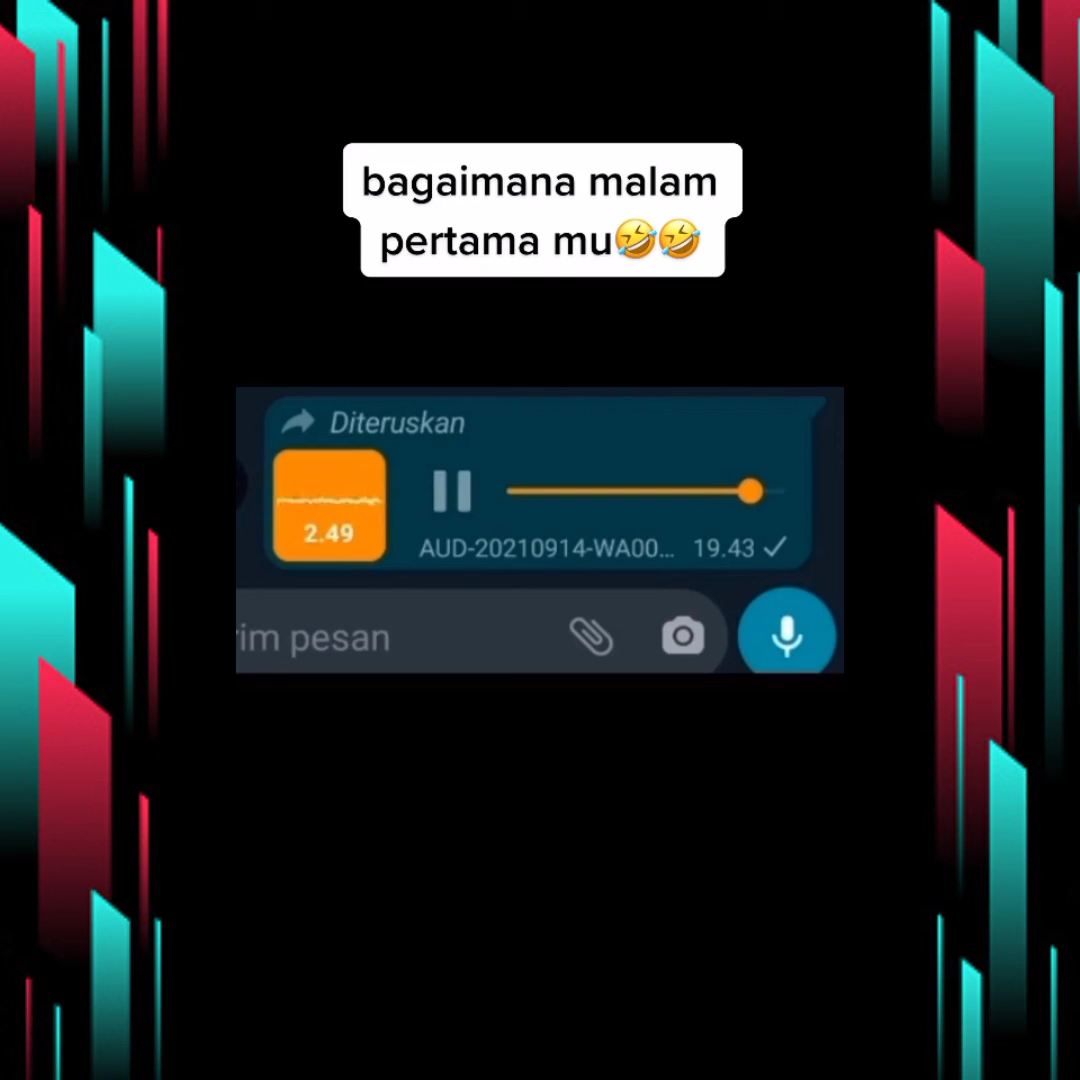 bagaimana malam
pertama mu🤣🤣
Diteruskan
2.49
AUD-20210914-WA00... 19.43
rim pesan